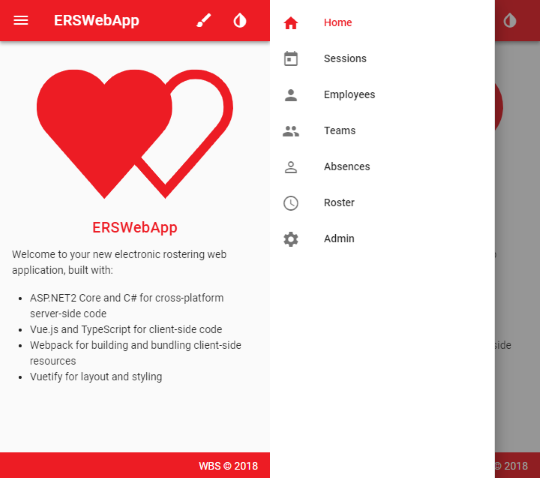 ERSWebApp
ERSWebApp
Welcome to your new electronic rostering web
application, built with:
ASP.NET2 Core and C# for cross-platform
server-side code
Vue.js and TypeScript for client-side code
Webpack for building and bundling client-side
resources
Vuetify for layout and styling
WBS © 2018
Home
Sessions
Employees
Teams
Absences
Roster
Admin
side
© 2018